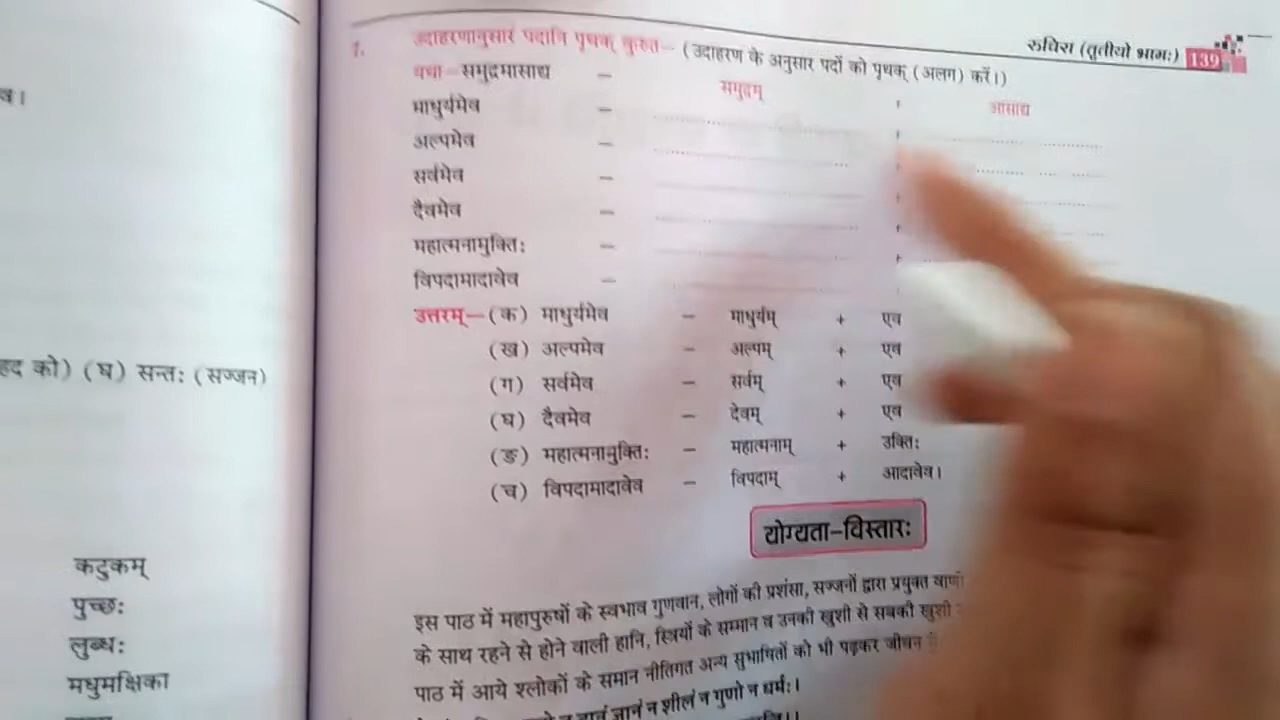 व।
हद को) (घ) सन्तः (सज्जन)
कटुकम्
पुच्छः
लुब्धः
मधुमक्षिका
रुचिरा (तृतीयो भागः) 139
7. उदाहरणानुसारं पदानि पृथक् कुरुत– (उदाहरण के अनुसार पदों को पृथक् (अलग) करें।)
यथा–समुद्रमासाद्य – समुद्रम् + आसाद्य
माधुर्यमेव – .................... + ....................
अल्पमेव – .................... + ....................
सर्वमेव – .................... + ....................
दैवमेव – .................... + ....................
महात्मनामुक्तिः – .................... + ....................
विपदामादावेव – ....................
उत्तरम्–(क) माधुर्यमेव – माधुर्यम् + एव
(ख) अल्पमेव – अल्पम् + एव
(ग) सर्वमेव – सर्वम् + एव
(घ) दैवमेव – देवम् + एव
(ङ) महात्मनामुक्तिः – महात्मनाम् + उक्तिः
(च) विपदामादावेव – विपदाम् + आदावेव।
योग्यता–विस्तारः
इस पाठ में महापुरुषों के स्वभाव गुणवान, लोगों की प्रशंसा, सज्जनों द्वारा प्रयुक्त वाणी
के साथ रहने से होने वाली हानि, स्त्रियों के सम्मान व उनकी खुशी से सबकी खुशी
पाठ में आये श्लोकों के समान नीतिगत अन्य सुभाषितों को भी पढ़कर जीवन
न दानं ज्ञानं न शीलं न गुणो न धर्मः।